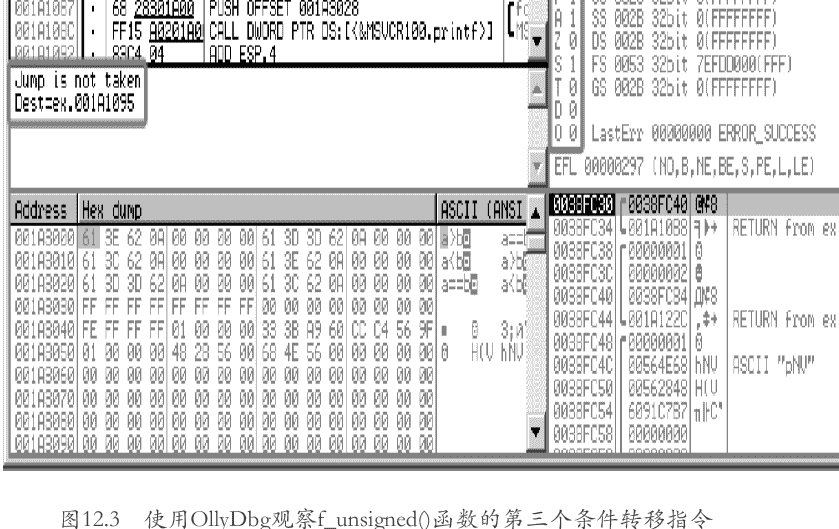 001A1087 · 68 28301A00 PUSH OFFSET 001A3028
001A108C · FF15 A0201A0 CALL DWORD PTR DS:[<&MSVCR100.printf>]
001A1092 · 83C4 04 ADD ESP,4
Jump is not taken
Dest=ex.001A1095
A 1 SS 002B 32bit 0(FFFFFFFF)
Z 0 DS 002B 32bit 0(FFFFFFFF)
S 1 FS 0053 32bit 7EFDD000(FFF)
T 0 GS 002B 32bit 0(FFFFFFFF)
D 0
O 0 LastErr 00000000 ERROR_SUCCESS
EFL 00000297 (NO,B,NE,BE,S,PE,L,LE)
Address Hex dump ASCII (ANSI
001A3000 61 3E 62 0A 00 00 00 00 61 3D 3D 62 0A 00 00 00 a>b a==
001A3010 61 3C 62 0A 00 00 00 00 61 3E 62 0A 00 00 00 00 a<b a>b
001A3020 61 3D 3D 62 0A 00 00 00 61 3C 62 0A 00 00 00 00 a==b a<b
001A3030 FF FF FF FF FF FF FF FF 00 00 00 00 00 00 00 00
001A3040 FE FF FF FF 01 00 00 00 33 3B A9 60 CC C4 56 9F
001A3050 01 00 00 00 48 28 56 00 68 4E 56 00 00 00 00 00 H(V hNV
001A3060 00 00 00 00 00 00 00 00 00 00 00 00 00 00 00 00
001A3070 00 00 00 00 00 00 00 00 00 00 00 00 00 00 00 00
001A3080 00 00 00 00 00 00 00 00 00 00 00 00 00 00 00 00
001A3090 00 00 00 00 00 00 00 00 00 00 00 00 00 00 00 00
0038FC30 0038FC40
0038FC34 001A10B8 RETURN from ex
0038FC38 00000001
0038FC3C 00000002
0038FC40 0038FC84
0038FC44 001A122C RETURN from ex
0038FC48 00000001
0038FC4C 00564E68 hNV ASCII "pNV"
0038FC50 00562848 H(V
0038FC54 6091C7B7
0038FC58 00000000
图12.3 使用OllyDbg观察f_unsigned()函数的第三个条件转移指令